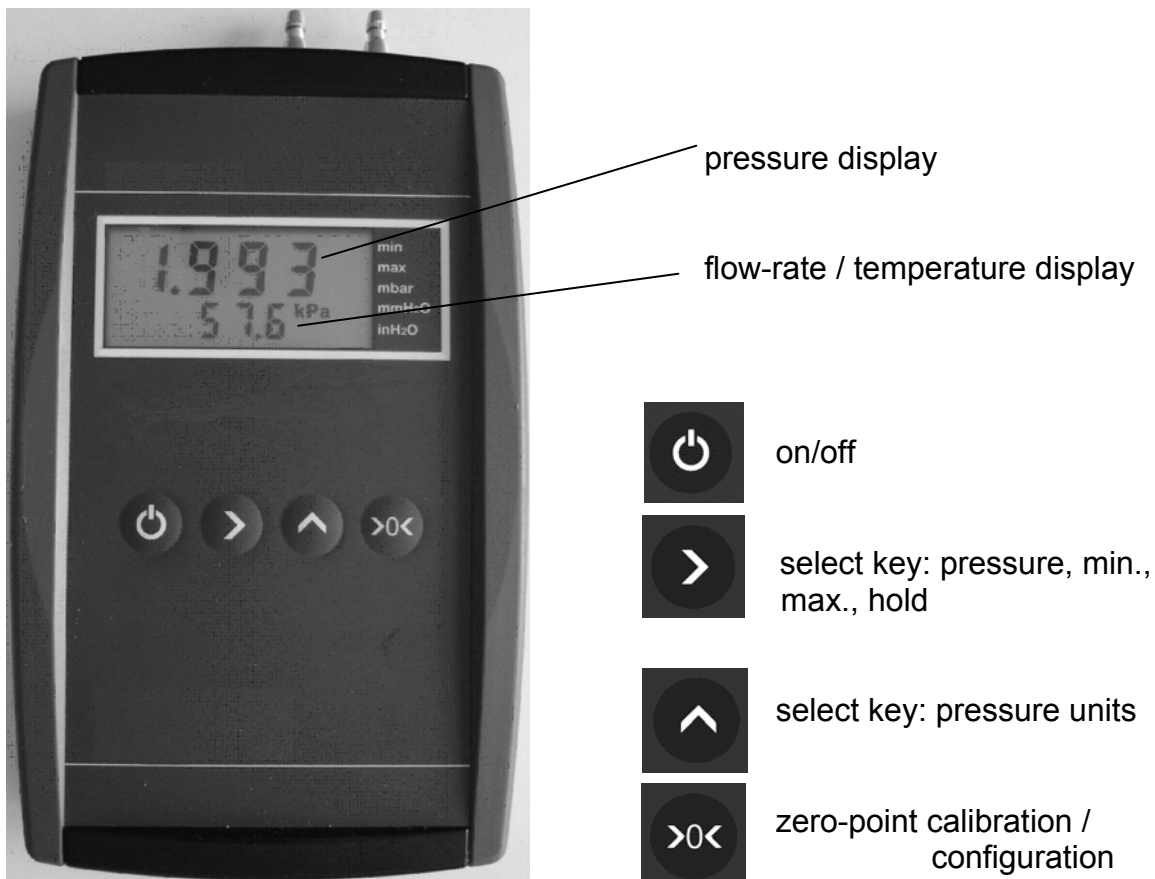 pressure display
1.993
min
max
flow-rate / temperature display
mbar
57.6 kPa
mmH2O
inH2O
on/off
>0<
select key: pressure, min.,
max., hold
select key: pressure units
>0<
zero-point calibration /
configuration